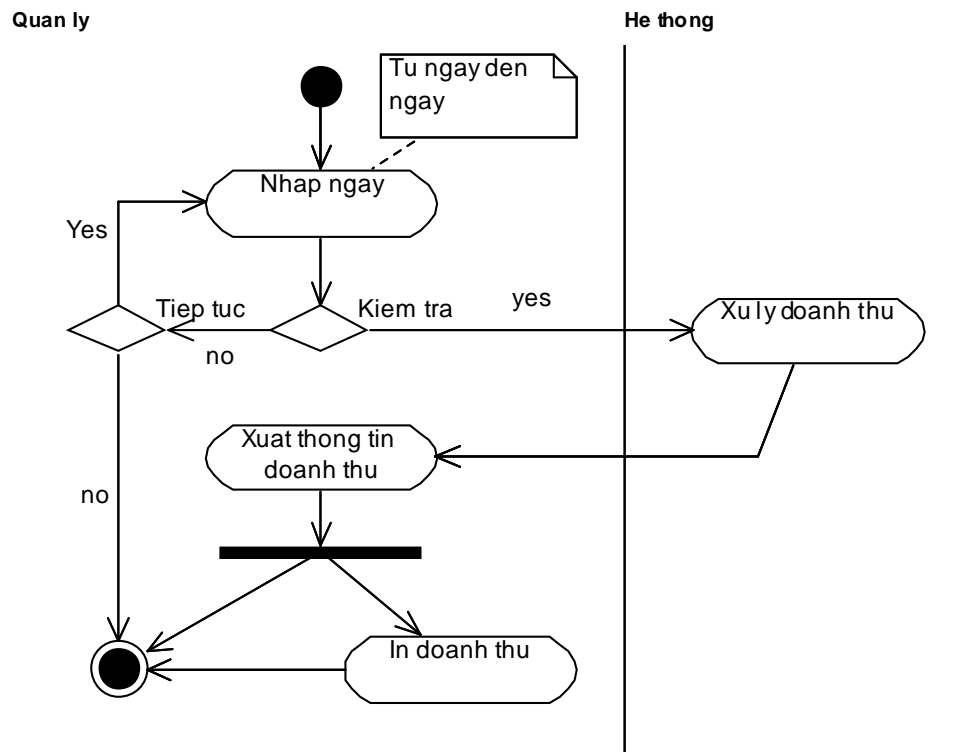 Quan ly
He thong
Tu ngay den
ngay
Nhap ngay
Yes
Tiep tuc
Kiem tra
yes
Xu ly doanh thu
no
Xuat thong tin
doanh thu
no
In doanh thu